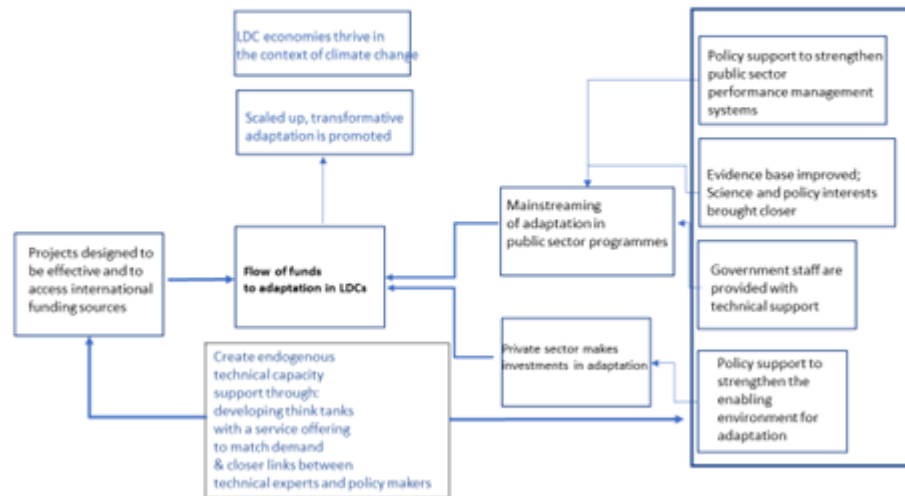 LDC economies thrive in
the context of climate change
Scaled up, transformative
adaptation is promoted
Projects designed to
be effective and to
access international
funding sources
Flow of funds
to adaptation in LDCs
Create endogenous
technical capacity
support through:
developing think tanks
with a service offering
to match demand
& closer links between
technical experts and policy makers
Mainstreaming
of adaptation in
public sector programmes
Private sector makes
investments in adaptation
Policy support to strengthen
public sector
performance management
systems
Evidence base improved;
Science and policy interests
brought closer
Government staff are
provided with
technical support
Policy support to
strengthen the
enabling
environment for
adaptation